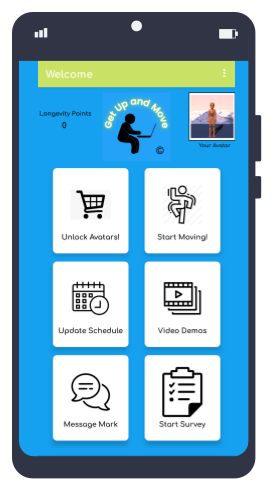 Welcome
Longevity Points
0
Get Up and Move
©
Your Avatar
Unlock Avatars!
Start Moving!
Update Schedule
Video Demos
Message Mark
Start Survey